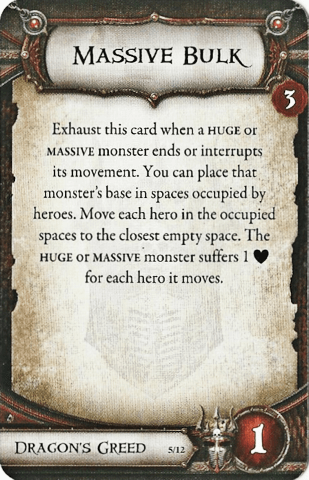 MASSIVE BULK
3
Exhaust this card when a HUGE or
MASSIVE monster ends or interrupts
its movement. You can place that
monster's base in spaces occupied by
heroes. Move each hero in the occupied
spaces to the closest empty space. The
HUGE or MASSIVE monster suffers 1 ♥
for each hero it moves.
DRAGON'S GREED 5/12
1